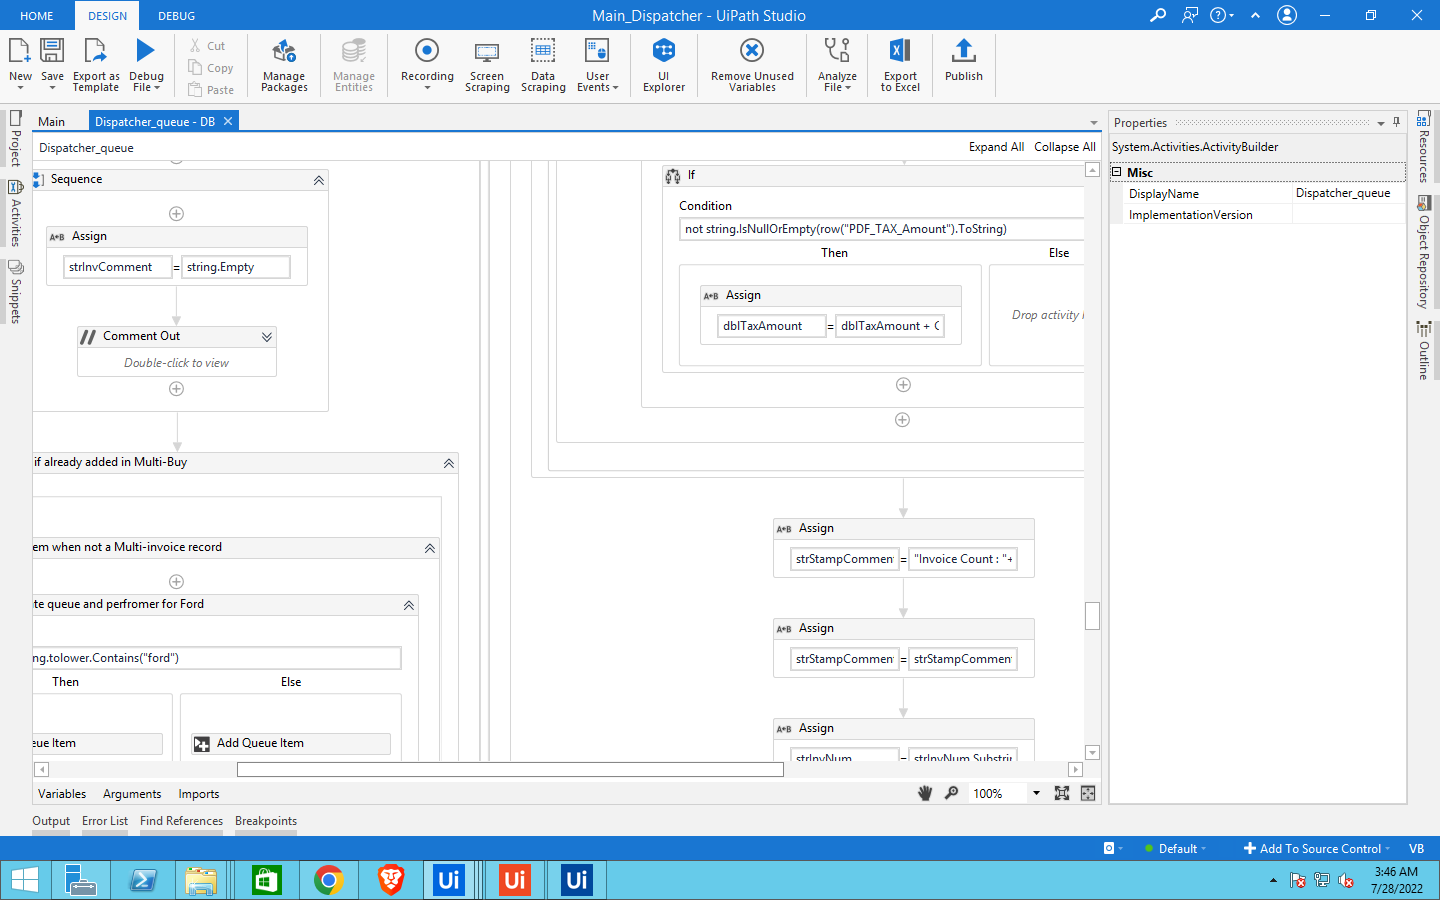 HOME DESIGN DEBUG Main_Dispatcher - UiPath Studio
New Save Export as Template Debug File Cut Copy Paste Manage Packages Manage Entities Recording Screen Scraping Data Scraping User Events UI Explorer Remove Unused Variables Analyze File Export to Excel Publish
Project
Activities
Snippets
Main Dispatcher_queue - DB
Dispatcher_queue Expand All Collapse All
Sequence
Assign
strInvComment = string.Empty
Comment Out
Double-click to view
if already added in Multi-Buy
em when not a Multi-invoice record
te queue and perfromer for Ford
ng.tolower.Contains("ford")
Then Else
eue Item Add Queue Item
If
Condition
not string.IsNullOrEmpty(row("PDF_TAX_Amount").ToString)
Then Else
Assign
dblTaxAmount = dblTaxAmount + C
Drop activity
Assign
strStampCommen = "Invoice Count : "+
Assign
strStampCommen = strStampCommen
Assign
strInvNum = strInvNum.Substrin
Properties
System.Activities.ActivityBuilder
Misc
DisplayName Dispatcher_queue
ImplementationVersion
Resources
Object Repository
Outline
Variables Arguments Imports 100%
Output Error List Find References Breakpoints
Default Add To Source Control VB
Ui Ui Ui
3:46 AM
7/28/2022